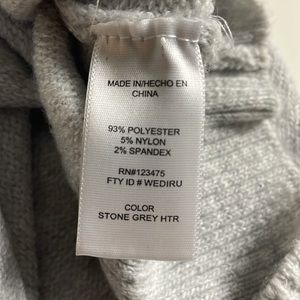 MADE IN/HECHO EN
CHINA
93% POLYESTER
5% NYLON
2% SPANDEX
RN#123475
FTY ID # WEDIRU
COLOR
STONE GREY HTR